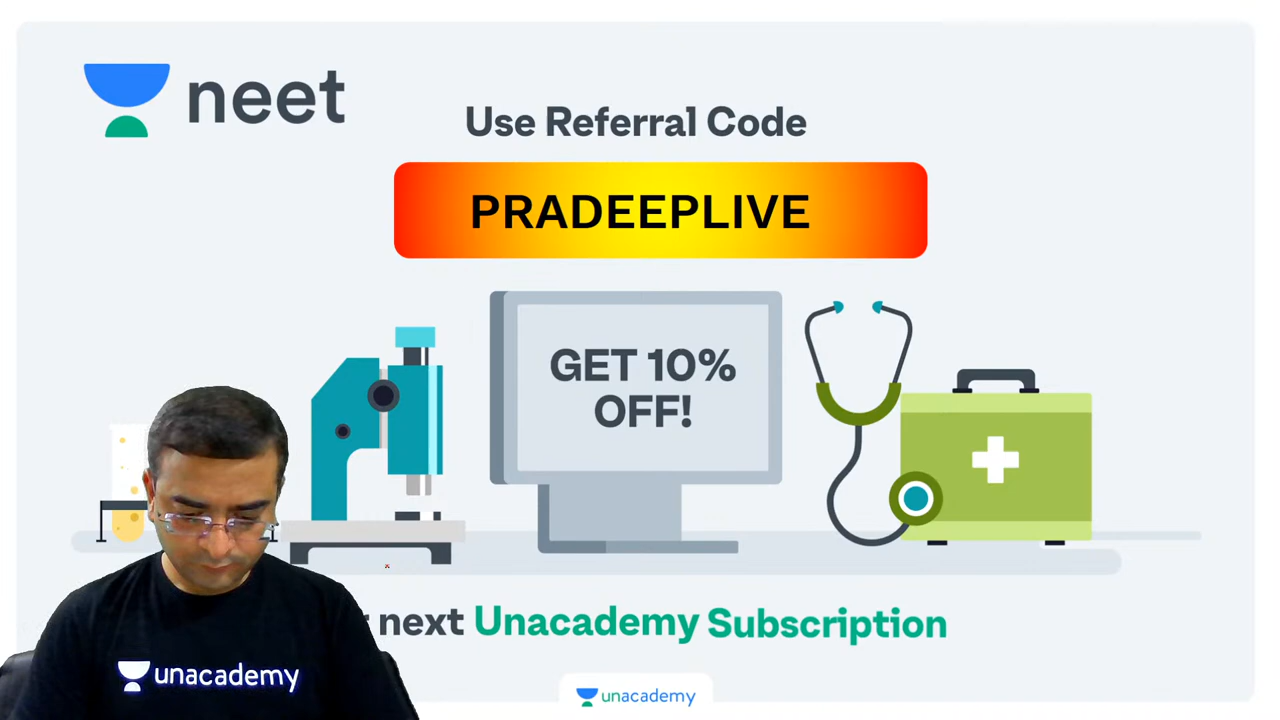 neet
Use Referral Code
PRADEEPLIVE
GET 10%
OFF!
next Unacademy Subscription
unacademy
unacademy